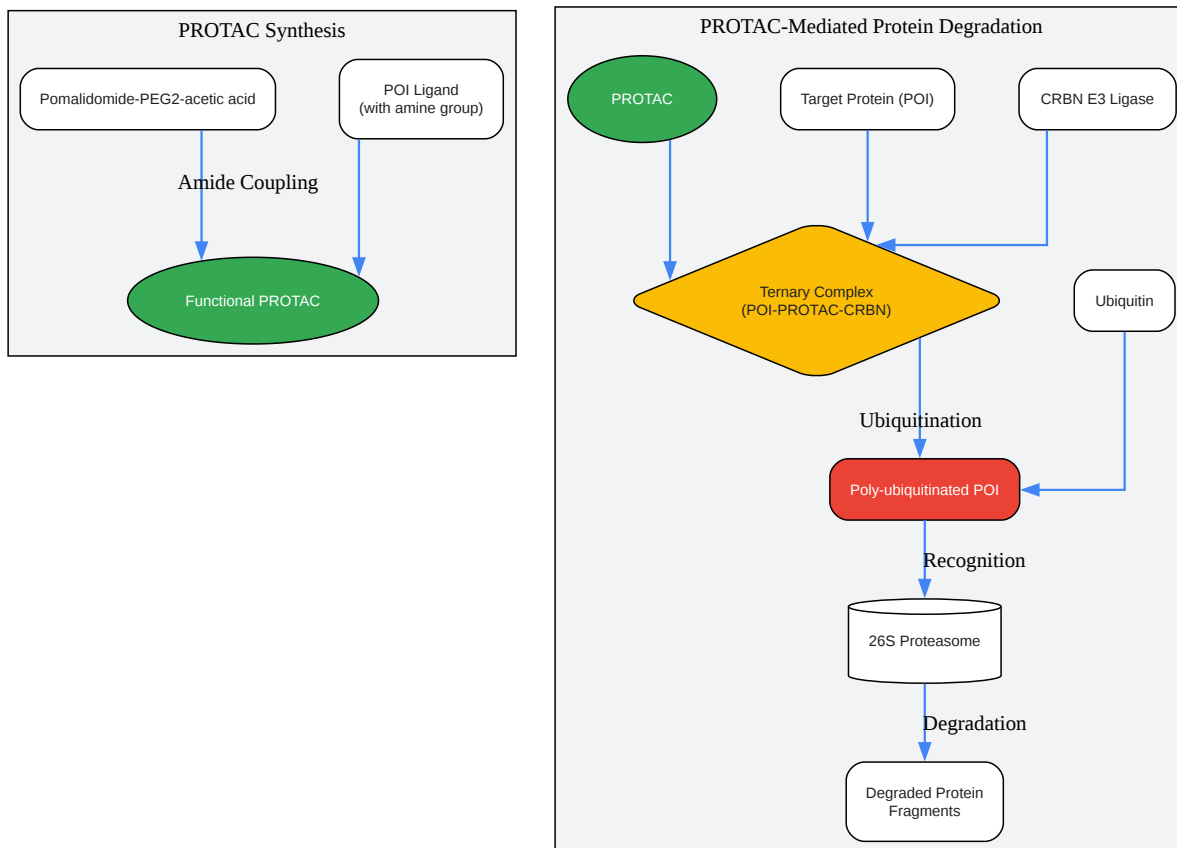 PROTAC Synthesis
Pomalidomide-PEG2-acetic acid
POI Ligand
(with amine group)
Amide Coupling
Functional PROTAC
PROTAC-Mediated Protein Degradation
PROTAC
Target Protein (POI)
CRBN E3 Ligase
Ternary Complex
(POI-PROTAC-CRBN)
Ubiquitin
Ubiquitination
Poly-ubiquitinated POI
Recognition
26S Proteasome
Degradation
Degraded Protein
Fragments